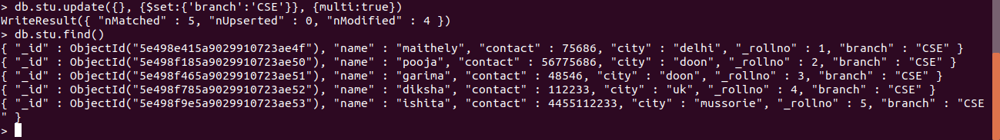 > db.stu.update({}, {$set:{'branch':'CSE'}}, {multi:true})
WriteResult({ "nMatched" : 5, "nUpserted" : 0, "nModified" : 4 })
> db.stu.find()
{ "_id" : ObjectId("5e498e415a9029910723ae4f"), "name" : "maithely", "contact" : 75686, "city" : "delhi", "_rollno" : 1, "branch" : "CSE" }
{ "_id" : ObjectId("5e498f185a9029910723ae50"), "name" : "pooja", "contact" : 56775686, "city" : "doon", "_rollno" : 2, "branch" : "CSE" }
{ "_id" : ObjectId("5e498f465a9029910723ae51"), "name" : "garima", "contact" : 48546, "city" : "doon", "_rollno" : 3, "branch" : "CSE" }
{ "_id" : ObjectId("5e498f785a9029910723ae52"), "name" : "diksha", "contact" : 112233, "city" : "uk", "_rollno" : 4, "branch" : "CSE" }
{ "_id" : ObjectId("5e498f9e5a9029910723ae53"), "name" : "ishita", "contact" : 4455112233, "city" : "mussorie", "_rollno" : 5, "branch" : "CSE
" }
>